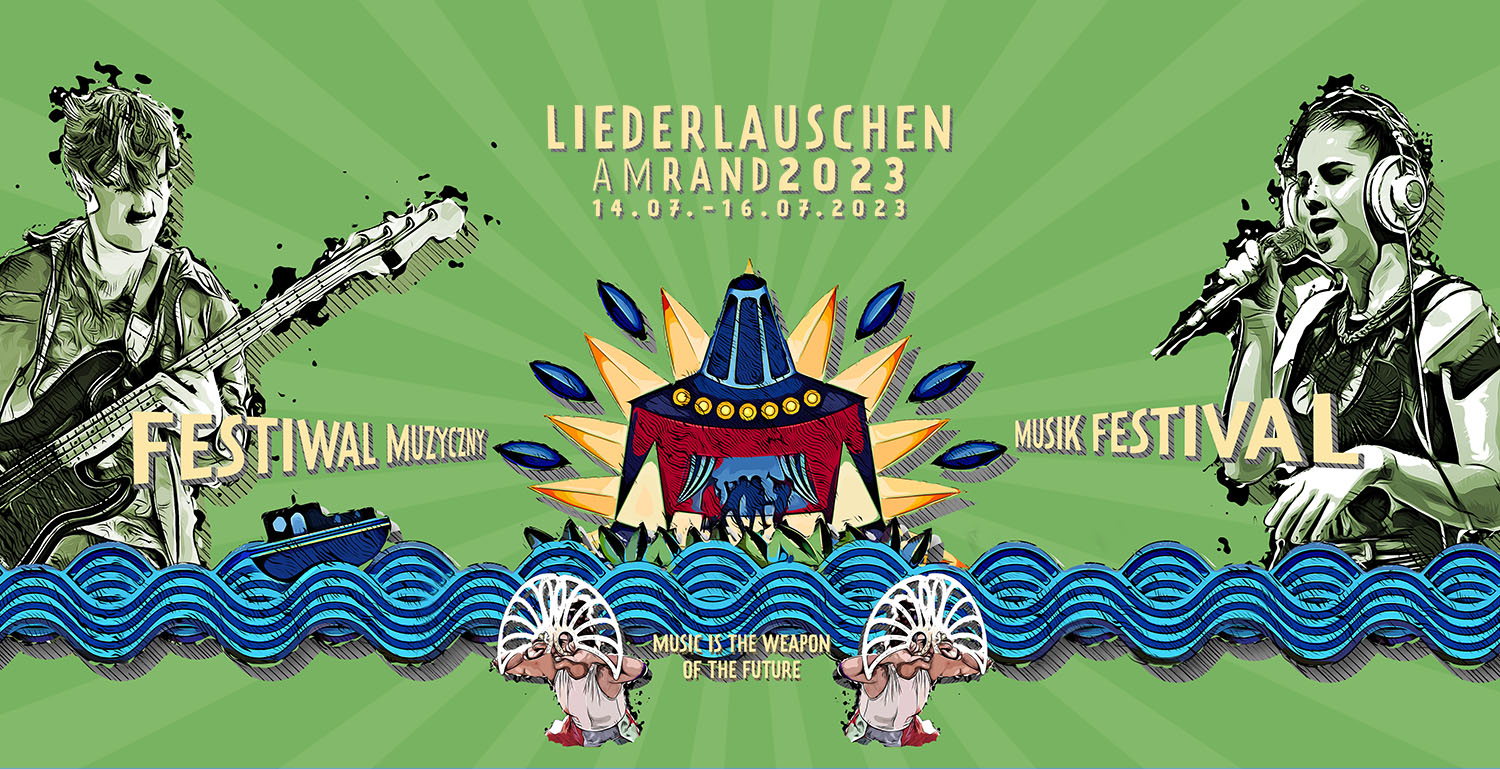 LIEDERLAUSCHEN
AMRAND2023
14.07.-16.07.2023
FESTIWAL MUZYCZNY
MUSIK FESTIVAL
MUSIC IS THE WEAPON
OF THE FUTURE